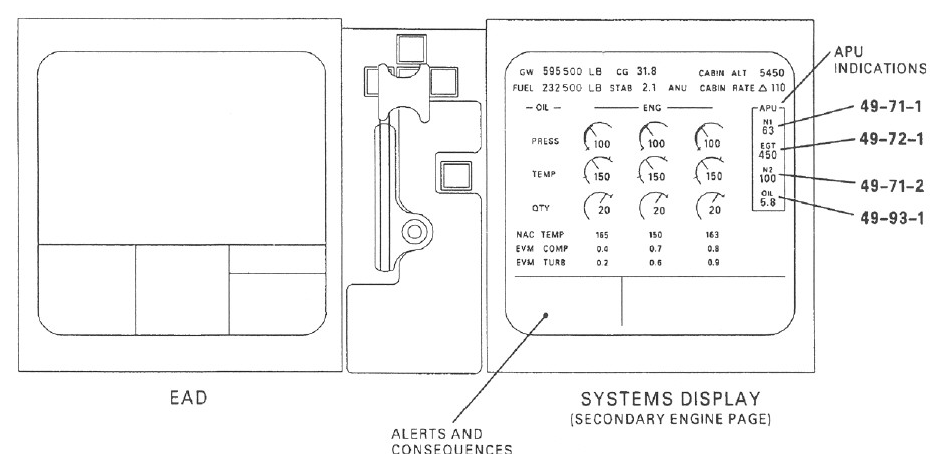 GW 595500 LB CG 31.8 CABIN ALT 5450
FUEL 232500 LB STAB 2.1 ANU CABIN RATE △ 110
— OIL — ENG APU
PRESS 100 100 100
TEMP 150 150 150
QTY 20 20 20
NAC TEMP 165 150 163
EVM COMP 0.4 0.7 0.8
EVM TURB 0.2 0.6 0.9
N1
63
EGT
450
N2
100
OIL
5.8
APU
INDICATIONS
49-71-1
49-72-1
49-71-2
49-93-1
EAD
SYSTEMS DISPLAY
(SECONDARY ENGINE PAGE)
ALERTS AND
CONSEQUENCES